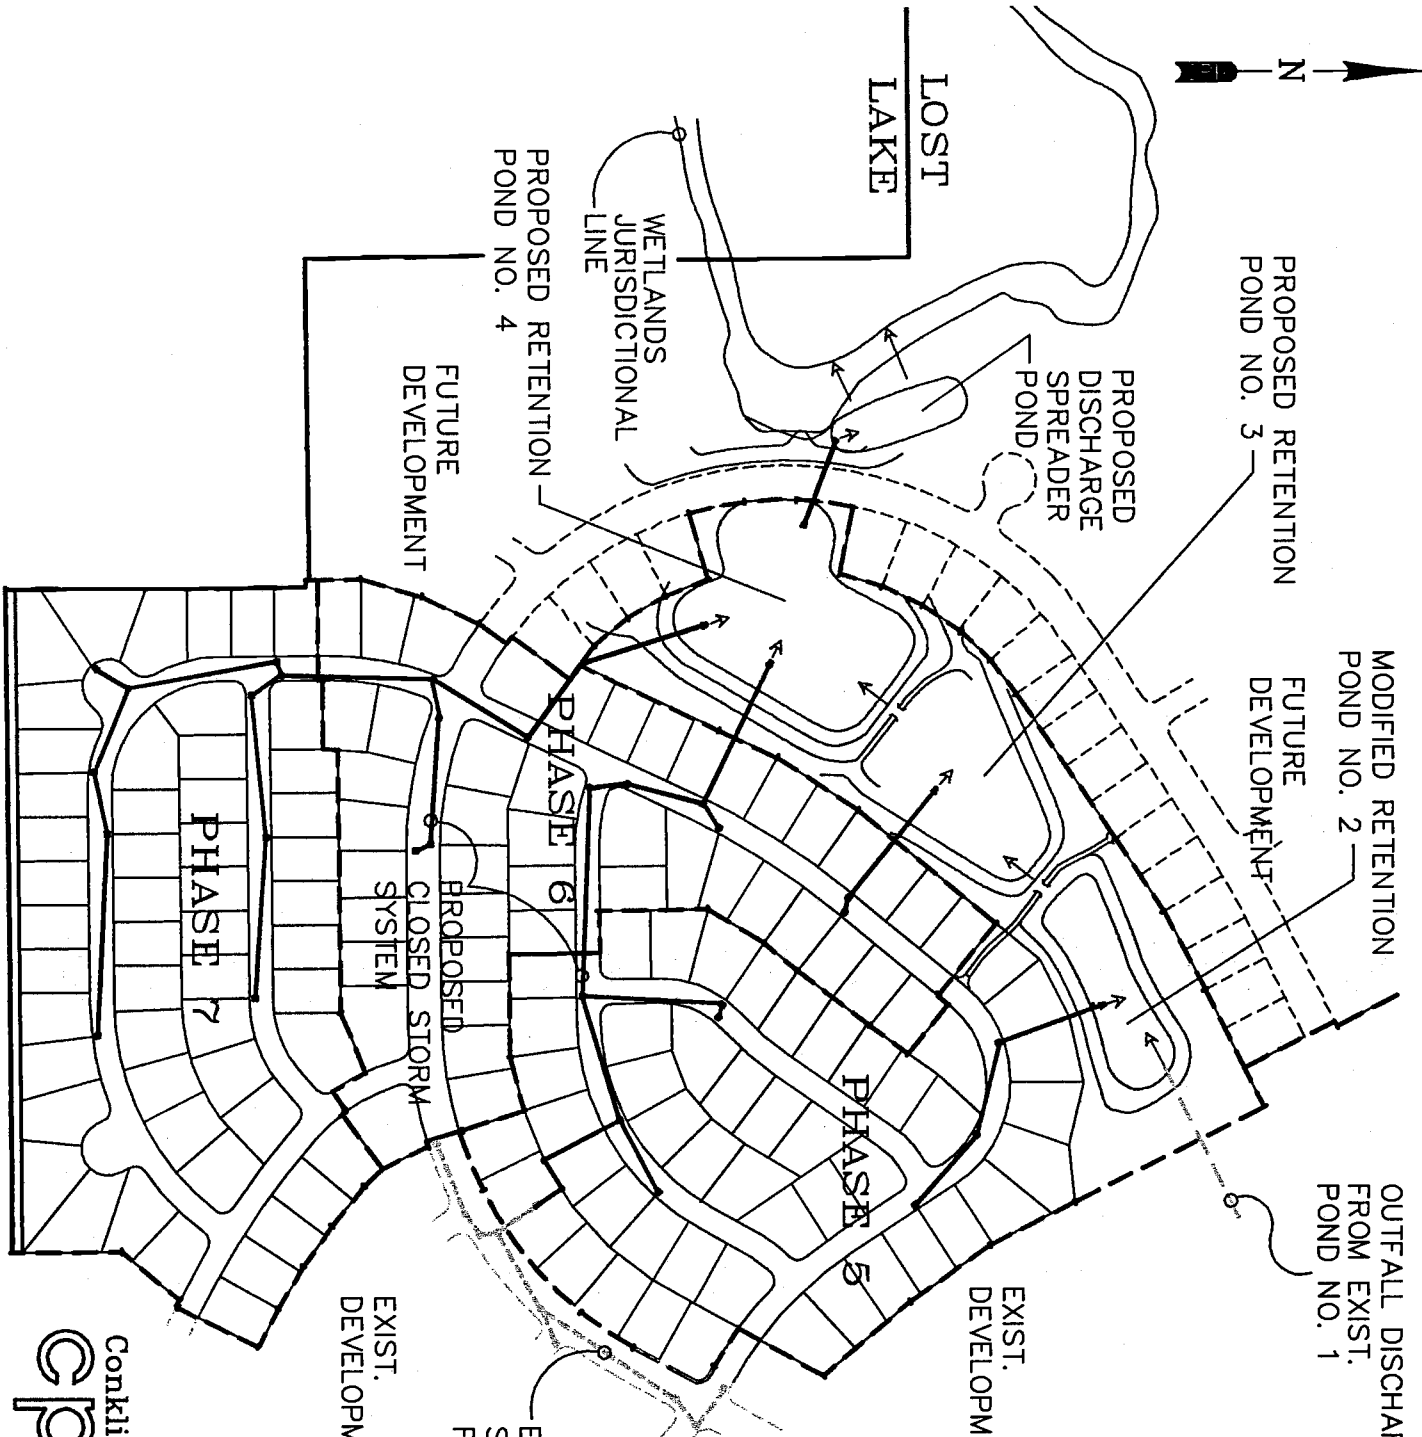 N
LOST
LAKE
WETLANDS
JURISDICTIONAL
LINE
PROPOSED RETENTION
POND NO. 4
PROPOSED RETENTION
POND NO. 3
PROPOSED
DISCHARGE
SPREADER
POND
FUTURE
DEVELOPMENT
MODIFIED RETENTION
POND NO. 2
FUTURE
DEVELOPMENT
PHASE 6
PROPOSED
CLOSED STORM
SYSTEM
PHASE 7
PHASE 5
OUTFALL DISCHAR
FROM EXIST.
POND NO. 1
EXIST.
DEVELOPM
EXIST.
DEVELOPM
Conkli
cp